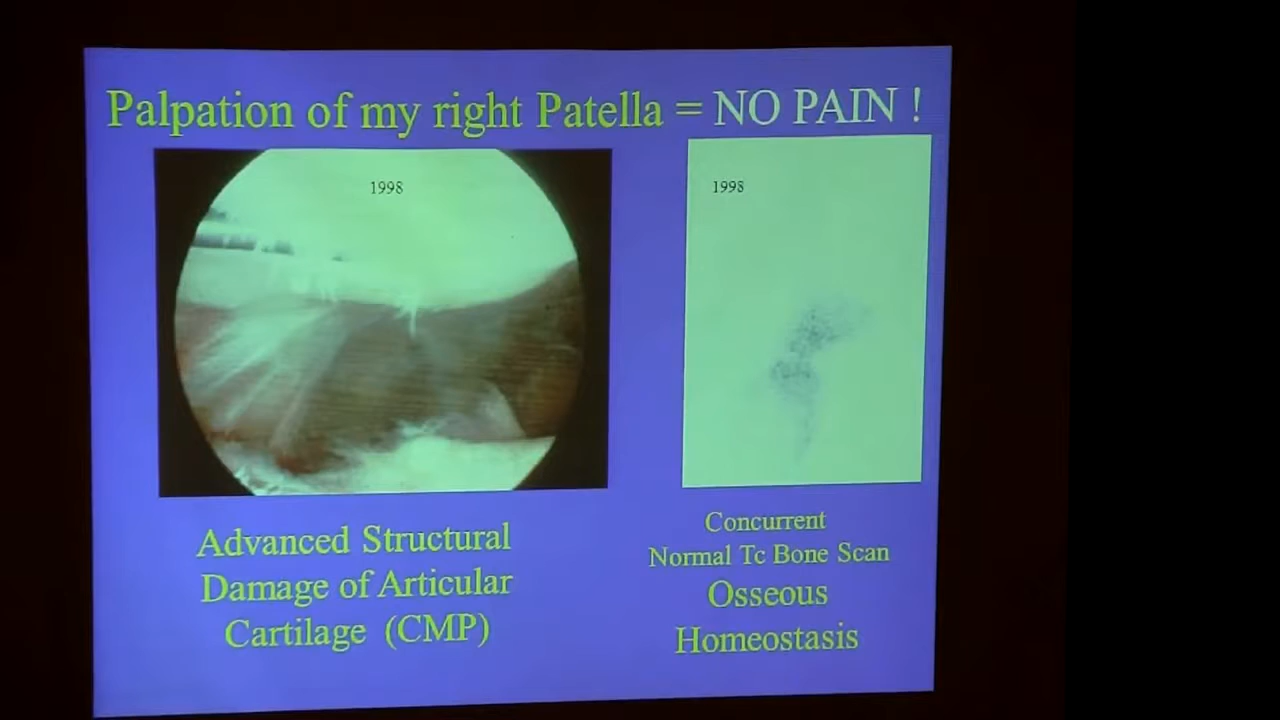 Palpation of my right Patella = NO PAIN !
1998
1998
Advanced Structural
Damage of Articular
Cartilage (CMP)
Concurrent
Normal Tc Bone Scan
Osseous
Homeostasis